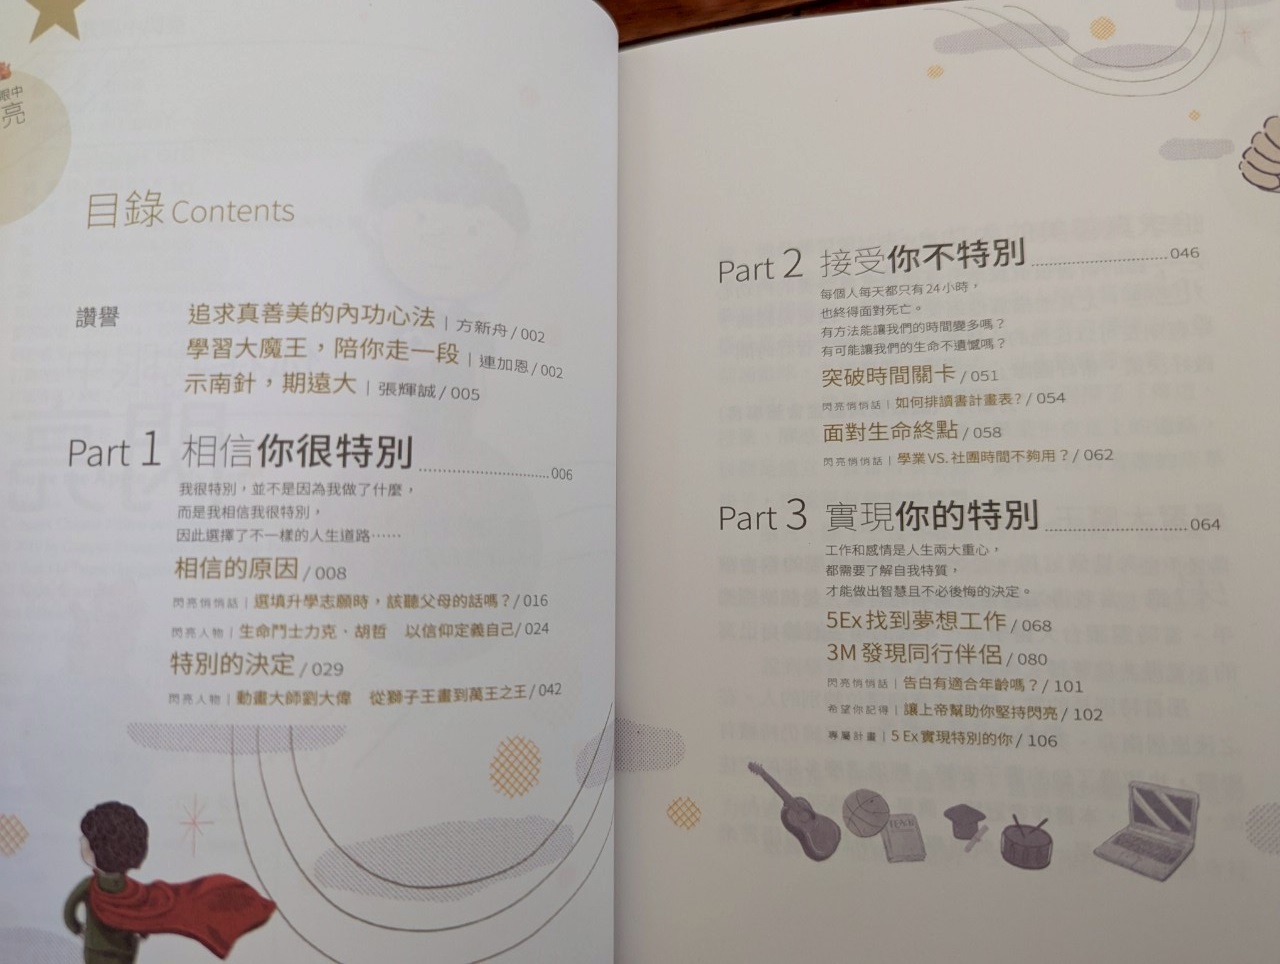 眼中
亮
目錄 Contents
讚譽 追求真善美的內功心法 | 方新舟 / 002
學習大魔王，陪你走一段 | 連加恩 / 002
示南針，期遠大 | 張輝誠 / 005
Part 1 相信你很特別 ........................ 006
我很特別，並不是因為我做了什麼，
而是我相信我很特別，
因此選擇了不一樣的人生道路⋯⋯
相信的原因 / 008
閃亮悄悄話 | 選填升學志願時，該聽父母的話嗎？/ 016
閃亮人物 | 生命鬥士力克‧胡哲 以信仰定義自己 / 024
特別的決定 / 029
閃亮人物 | 動畫大師劉大偉 從獅子王畫到萬王之王 / 042
Part 2 接受你不特別 ........................ 046
每個人每天都只有 24 小時，
也終得面對死亡。
有方法能讓我們的時間變多嗎？
有可能讓我們的生命不遺憾嗎？
突破時間關卡 / 051
閃亮悄悄話 | 如何排讀書計畫表? / 054
面對生命終點 / 058
閃亮悄悄話 | 學業 VS. 社團時間不夠用？/ 062
Part 3 實現你的特別 ........................ 064
工作和感情是人生兩大重心，
都需要了解自我特質，
才能做出智慧且不必後悔的決定。
5Ex 找到夢想工作 / 068
3M 發現同行伴侶 / 080
閃亮悄悄話 | 告白有適合年齡嗎？/ 101
希望你記得 | 讓上帝幫助你堅持閃亮 / 102
專屬計畫 | 5 Ex 實現特別的你 / 106